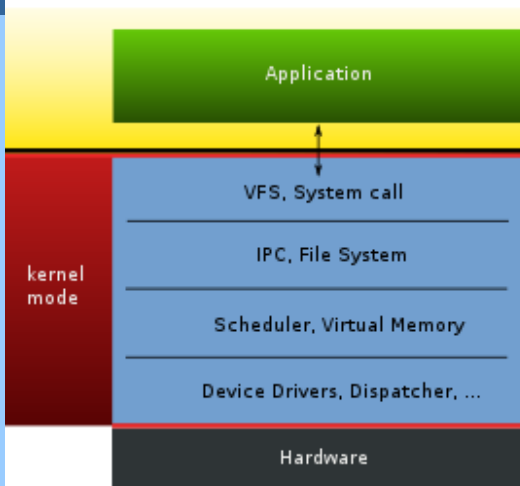 Application
VFS, System call
IPC, File System
kernel
mode
Scheduler, Virtual Memory
Device Drivers, Dispatcher, ...
Hardware